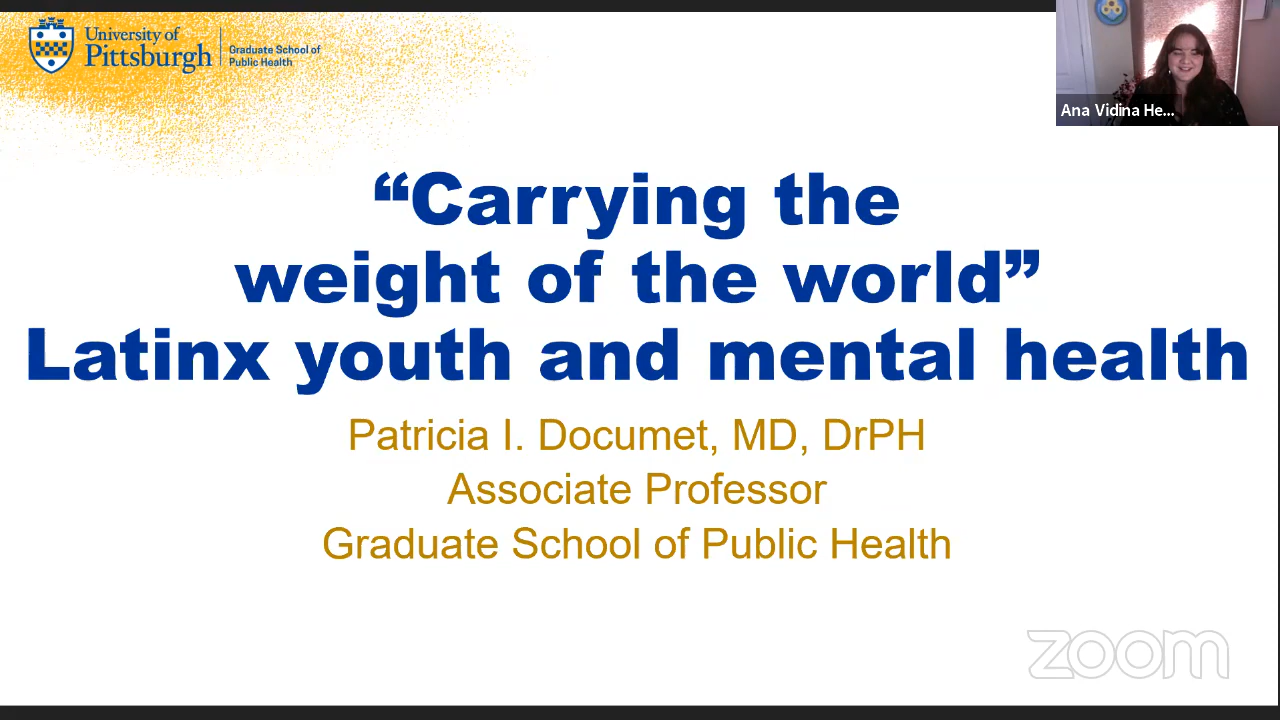 University of
Pittsburgh
Graduate School of
Public Health
Ana Vidina He...
“Carrying the
weight of the world”
Latinx youth and mental health
Patricia I. Documet, MD, DrPH
Associate Professor
Graduate School of Public Health
zoom